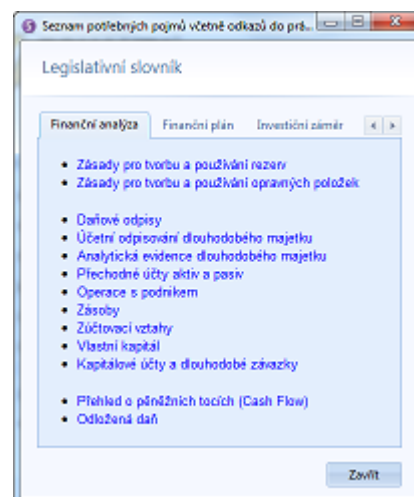 Seznam potřebných pojmů včetně odkazů do prá...
Legislativní slovník
Finanční analýza Finanční plán Investiční záměr
Zásady pro tvorbu a používání rezerv
Zásady pro tvorbu a používání opravných položek
Daňové odpisy
Účetní odpisování dlouhodobého majetku
Analytická evidence dlouhodobého majetku
Přechodné účty aktiv a pasiv
Operace s podnikem
Zásoby
Zúčtovací vztahy
Vlastní kapitál
Kapitálové účty a dlouhodobé závazky
Přehled o pěněžních tocích (Cash Flow)
Odložená daň
Zavřít